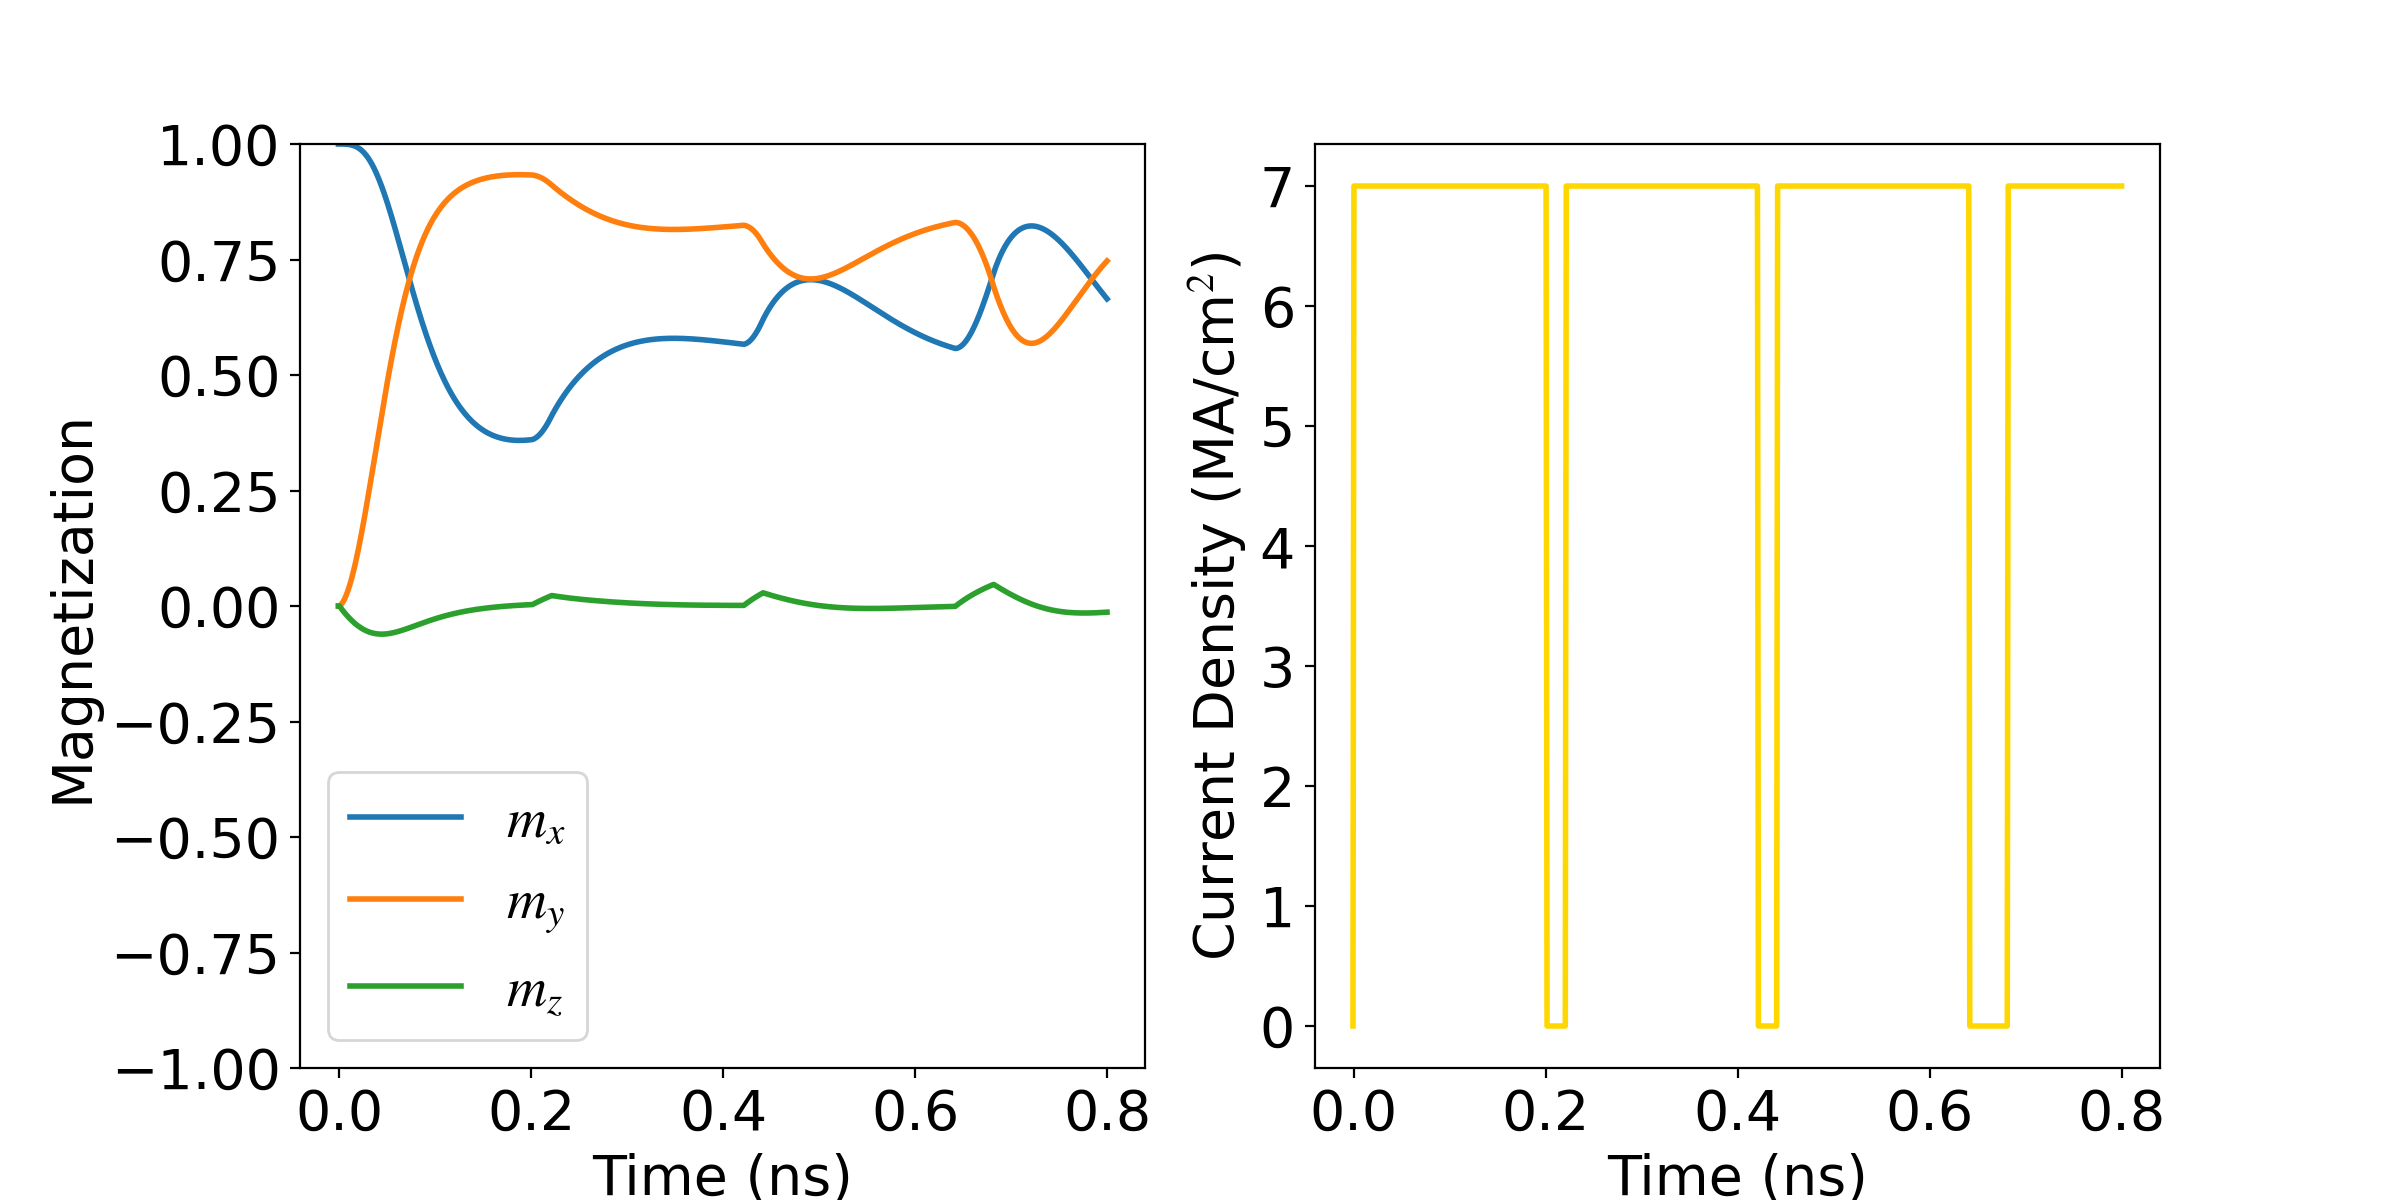 Magnetization
1.00
0.75
0.50
0.25
0.00
−0.25
−0.50
−0.75
−1.00
m_x
m_y
m_z
0.0 0.2 0.4 0.6 0.8
Time (ns)
Current Density (MA/cm²)
7
6
5
4
3
2
1
0
0.0 0.2 0.4 0.6 0.8
Time (ns)